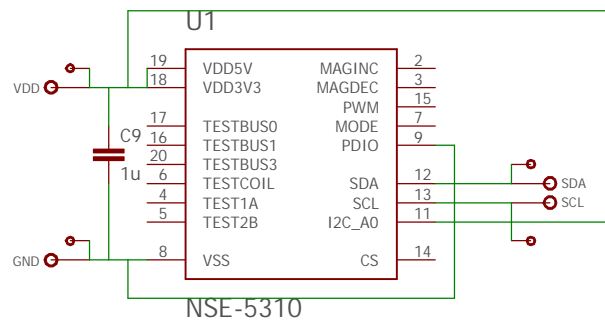 U1
19 VDD5V MAGINC 2
VDD 18 VDD3V3 MAGDEC 3
PWM 15
17 TESTBUS0 MODE 7
C9 16 TESTBUS1 PDIO 9
1u 20 TESTBUS3
6 TESTCOIL SDA 12 SDA
4 TEST1A SCL 13 SCL
5 TEST2B I2C_A0 11
GND 8 VSS CS 14
NSE-5310